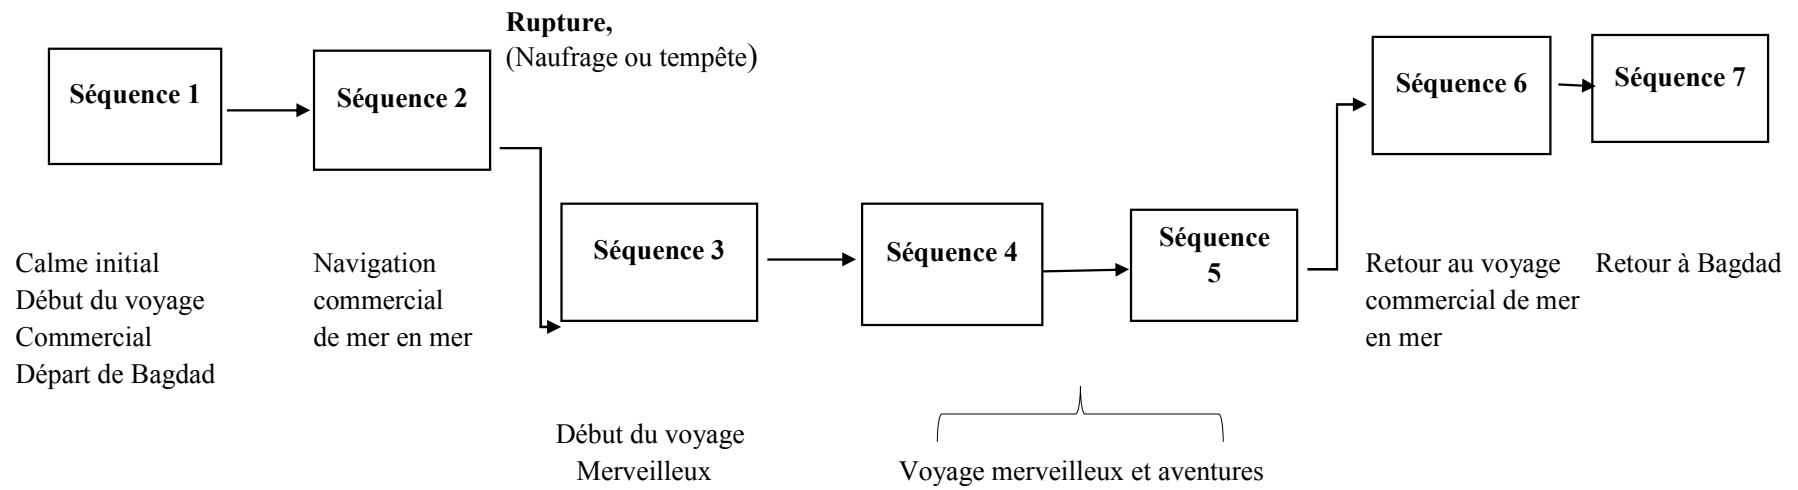 Rupture,
(Naufrage ou tempête)
Séquence 1
Séquence 2
Séquence 3
Séquence 4
Séquence
5
Séquence 6
Séquence 7
Calme initial
Début du voyage
Commercial
Départ de Bagdad
Navigation
commercial
de mer en mer
Retour au voyage
commercial de mer
en mer
Retour à Bagdad
Début du voyage
Merveilleux
Voyage merveilleux et aventures